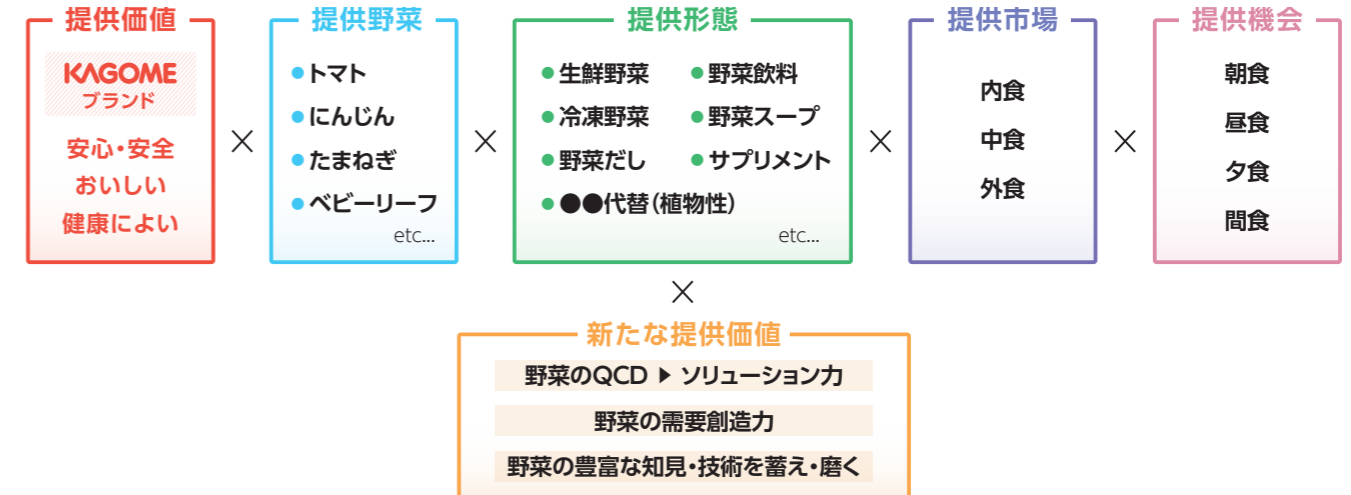 提供価値
KAGOME
ブランド
安心・安全
おいしい
健康によい
×
提供野菜
●トマト
●にんじん
●たまねぎ
●ベビーリーフ
etc...
×
提供形態
●生鮮野菜 ●野菜飲料
●冷凍野菜 ●野菜スープ
●野菜だし ●サプリメント
●●●代替(植物性)
etc...
×
提供市場
内食
中食
外食
×
提供機会
朝食
昼食
夕食
間食
×
新たな提供価値
野菜のQCD ▶ ソリューション力
野菜の需要創造力
野菜の豊富な知見・技術を蓄え・磨く